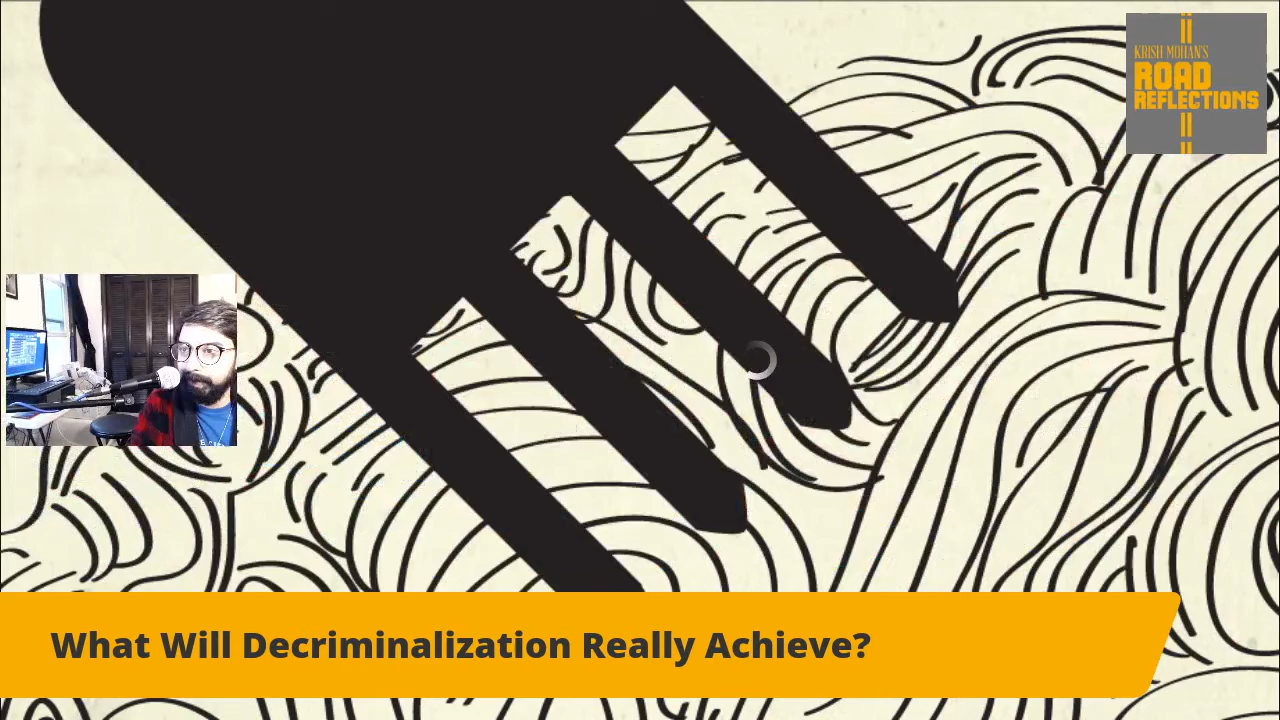 KRISH MOHAN'S
ROAD
REFLECTIONS
What Will Decriminalization Really Achieve?